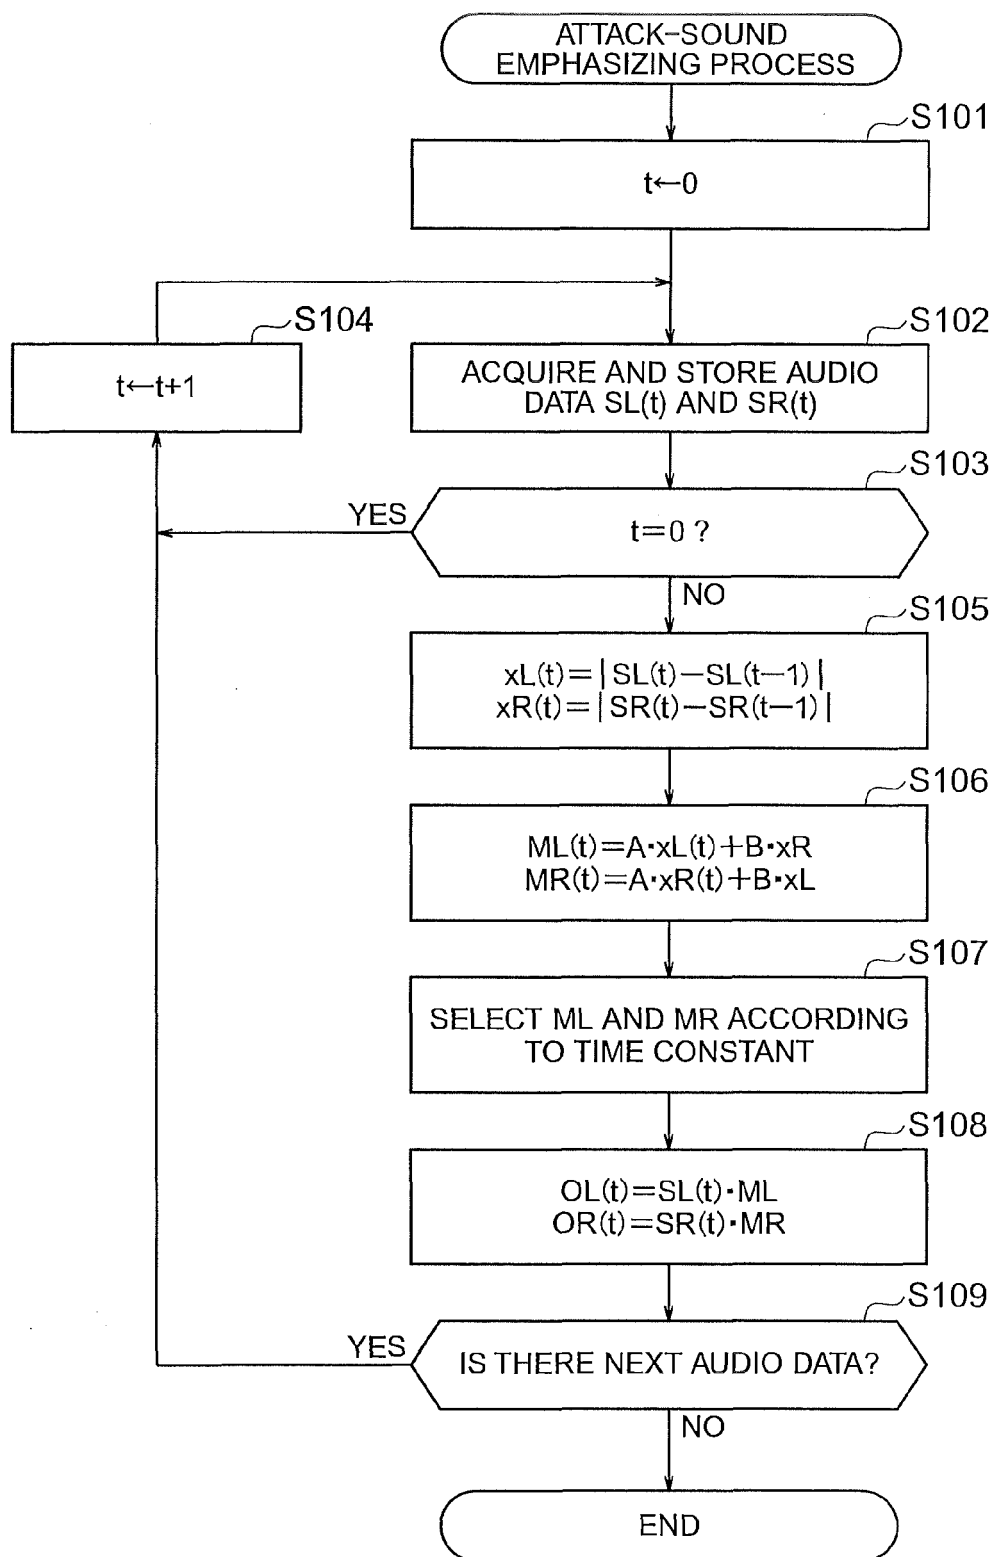 ATTACK-SOUND
EMPHASIZING PROCESS
S101
t←0
S104
t←t+1
S102
ACQUIRE AND STORE AUDIO
DATA SL(t) AND SR(t)
S103
YES
t=0 ?
NO
S105
xL(t)=|SL(t)-SL(t-1)|
xR(t)=|SR(t)-SR(t-1)|
S106
ML(t)=A·xL(t)+B·xR
MR(t)=A·xR(t)+B·xL
S107
SELECT ML AND MR ACCORDING
TO TIME CONSTANT
S108
OL(t)=SL(t)·ML
OR(t)=SR(t)·MR
S109
YES
IS THERE NEXT AUDIO DATA?
NO
END